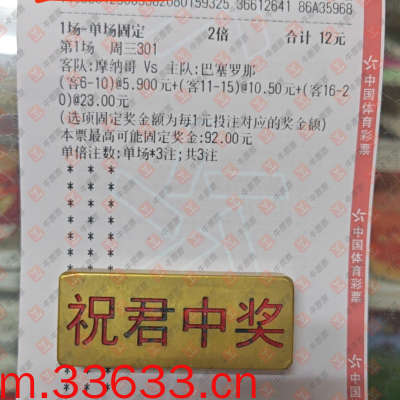 1场-单场固定 2倍 合计 12元
第1场 周三301
客队:摩纳哥 Vs 主队:巴塞罗那
(客6-10)@5.900元+(客11-15)@10.50元+(客16-2
0)@23.00元
(选项固定奖金额为每1元投注对应的奖金额)
本票最高可能固定奖金:92.00元
单倍注数:单场*3注;共3注
* * *
* * *
* * *
* * *
* * *
* * *
祝君中奖
m.33633.cn
* * *
中国体育彩票
中国体育彩票